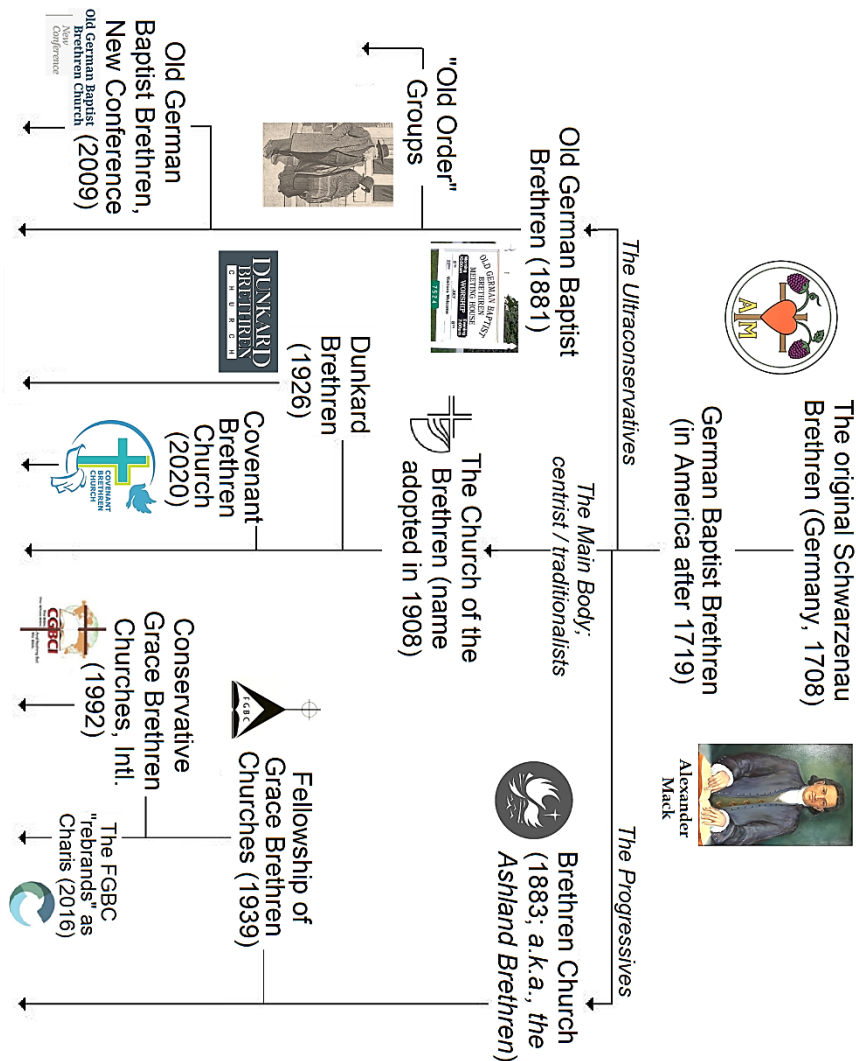 The original Schwarzenau
Brethren (Germany, 1708)
A M
Alexander
Mack
German Baptist Brethren
(in America after 1719)
The Ultraconservatives
The Main Body;
centrist / traditionalists
The Progressives
Old German Baptist
Brethren (1881)
OLD GERMAN BAPTIST
BRETHREN
MEETING HOUSE
WORSHIP
7524
The Church of the
Brethren (name
adopted in 1908)
Brethren Church
(1883; a.k.a., the
Ashland Brethren)
"Old Order"
Groups
Dunkard
Brethren
(1926)
DUNKARD
BRETHREN
CHURCH
Fellowship of
Grace Brethren
Churches (1939)
FGBC
Old German
Baptist Brethren,
New Conference
(2009)
Old German Baptist
Brethren Church
New
Conference
Covenant
Brethren
Church
(2020)
COVENANT
BRETHREN
CHURCH
Conservative
Grace Brethren
Churches, Intl.
(1992)
CGBCI
The FGBC
"rebrands" as
Charis (2016)